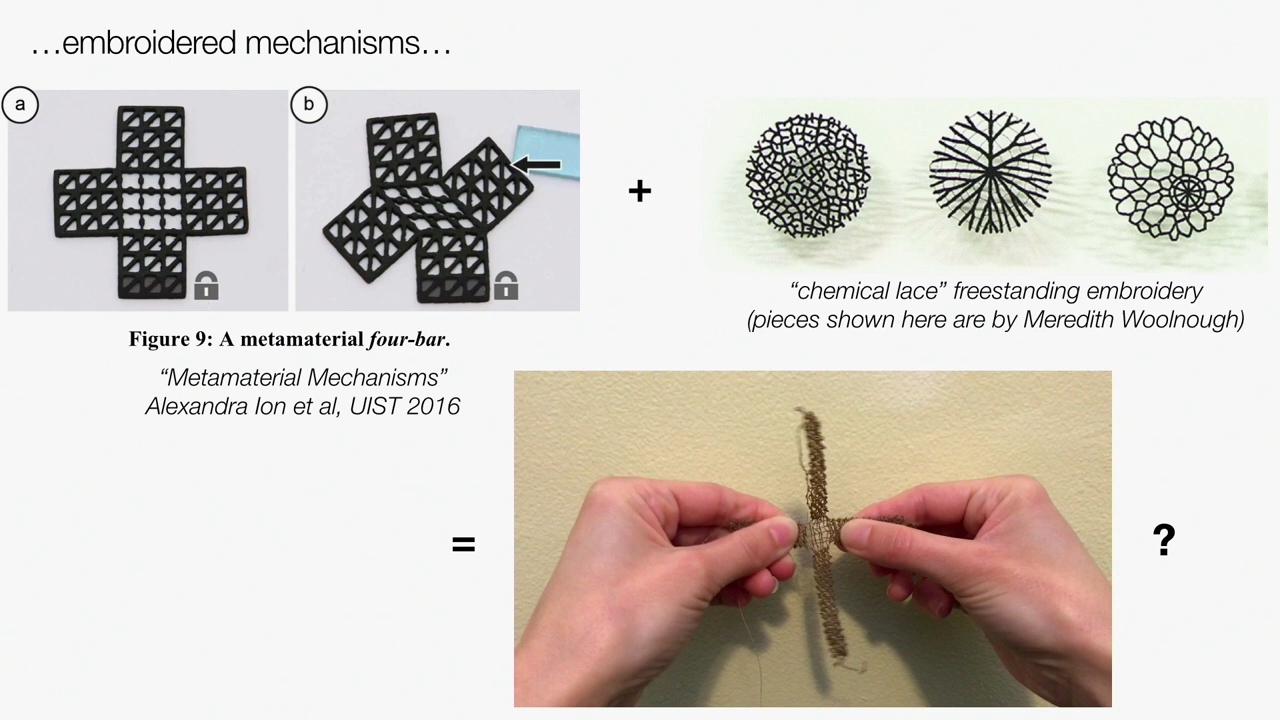 …embroidered mechanisms…
a
b
+
“chemical lace” freestanding embroidery
(pieces shown here are by Meredith Woolnough)
Figure 9: A metamaterial four-bar.
“Metamaterial Mechanisms”
Alexandra Ion et al, UIST 2016
=
?